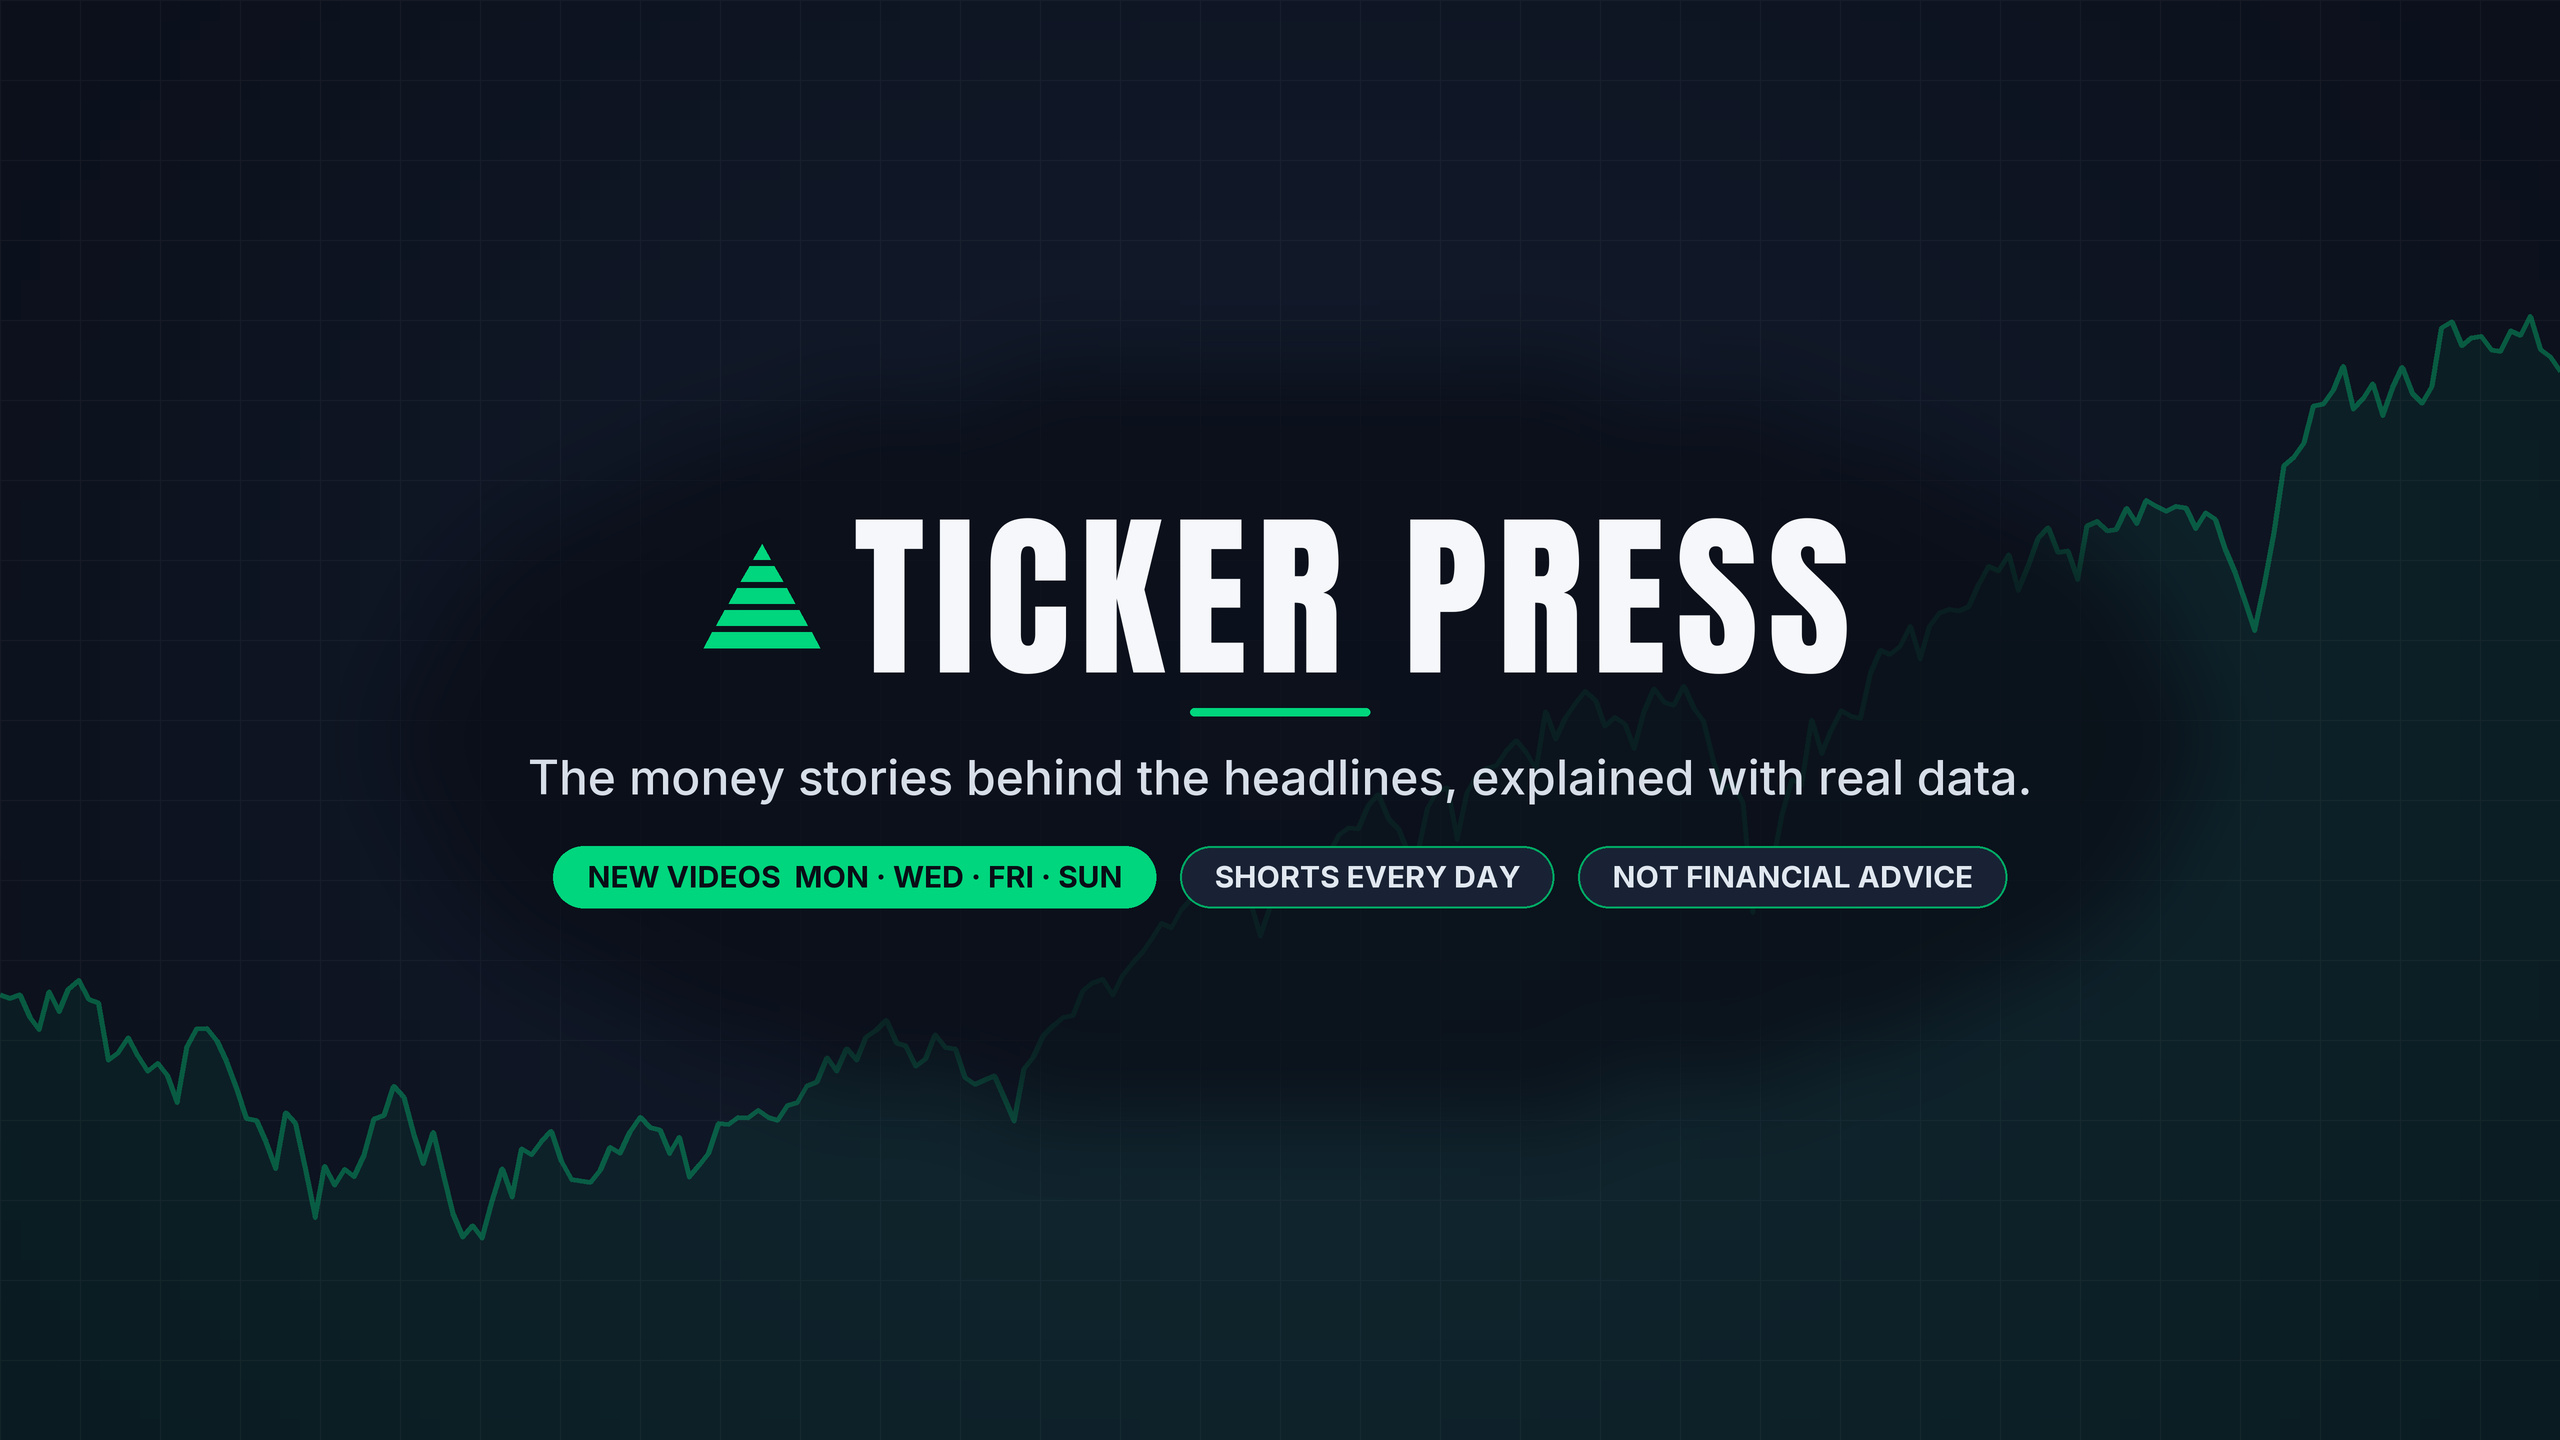 TICKER PRESS
The money stories behind the headlines, explained with real data.
NEW VIDEOS  MON · WED · FRI · SUN
SHORTS EVERY DAY
NOT FINANCIAL ADVICE